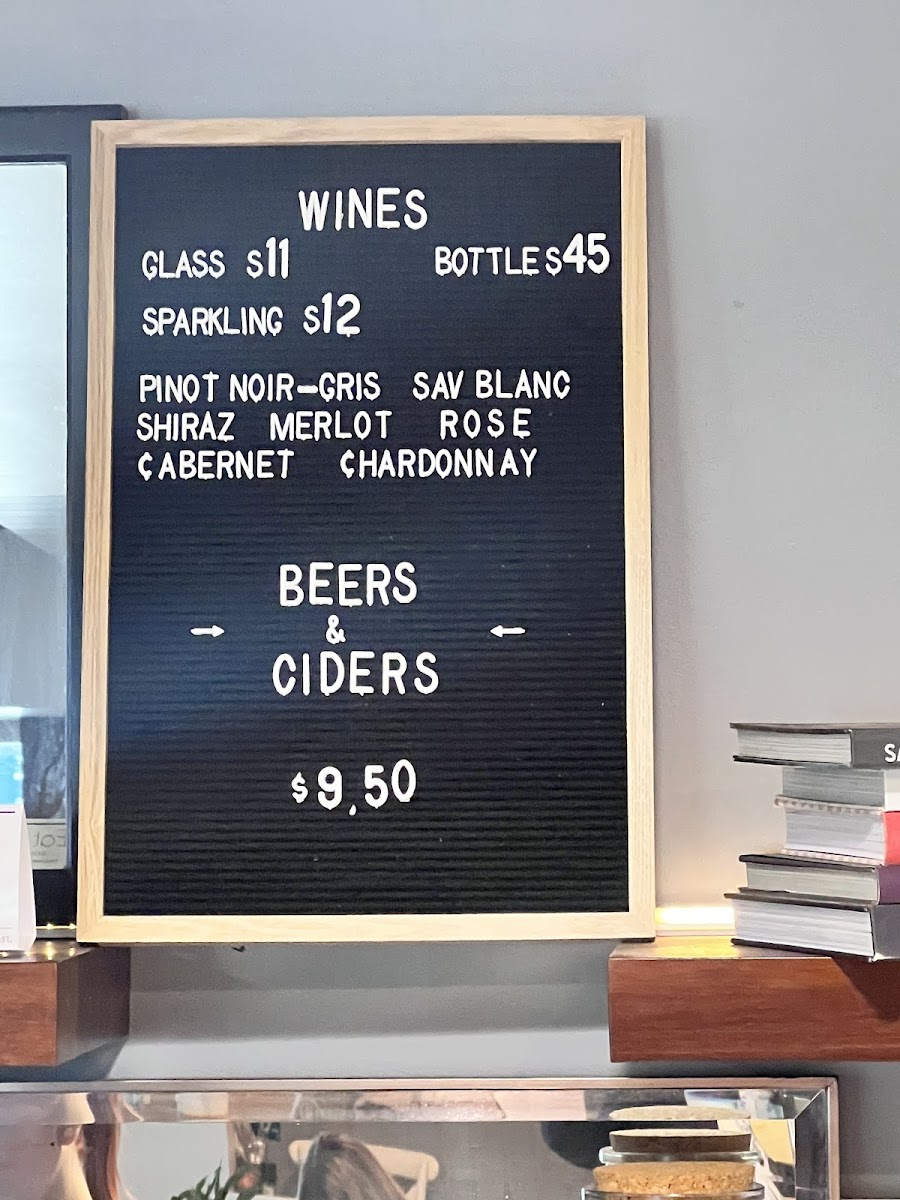 WINES
GLASS $11 BOTTLE $45
SPARKLING $12
PINOT NOIR-GRIS SAV BLANC
SHIRAZ MERLOT ROSE
CABERNET CHARDONNAY
BEERS
→ & ←
CIDERS
$9.50